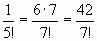 1/5! = 6·7/7! = 42/7!